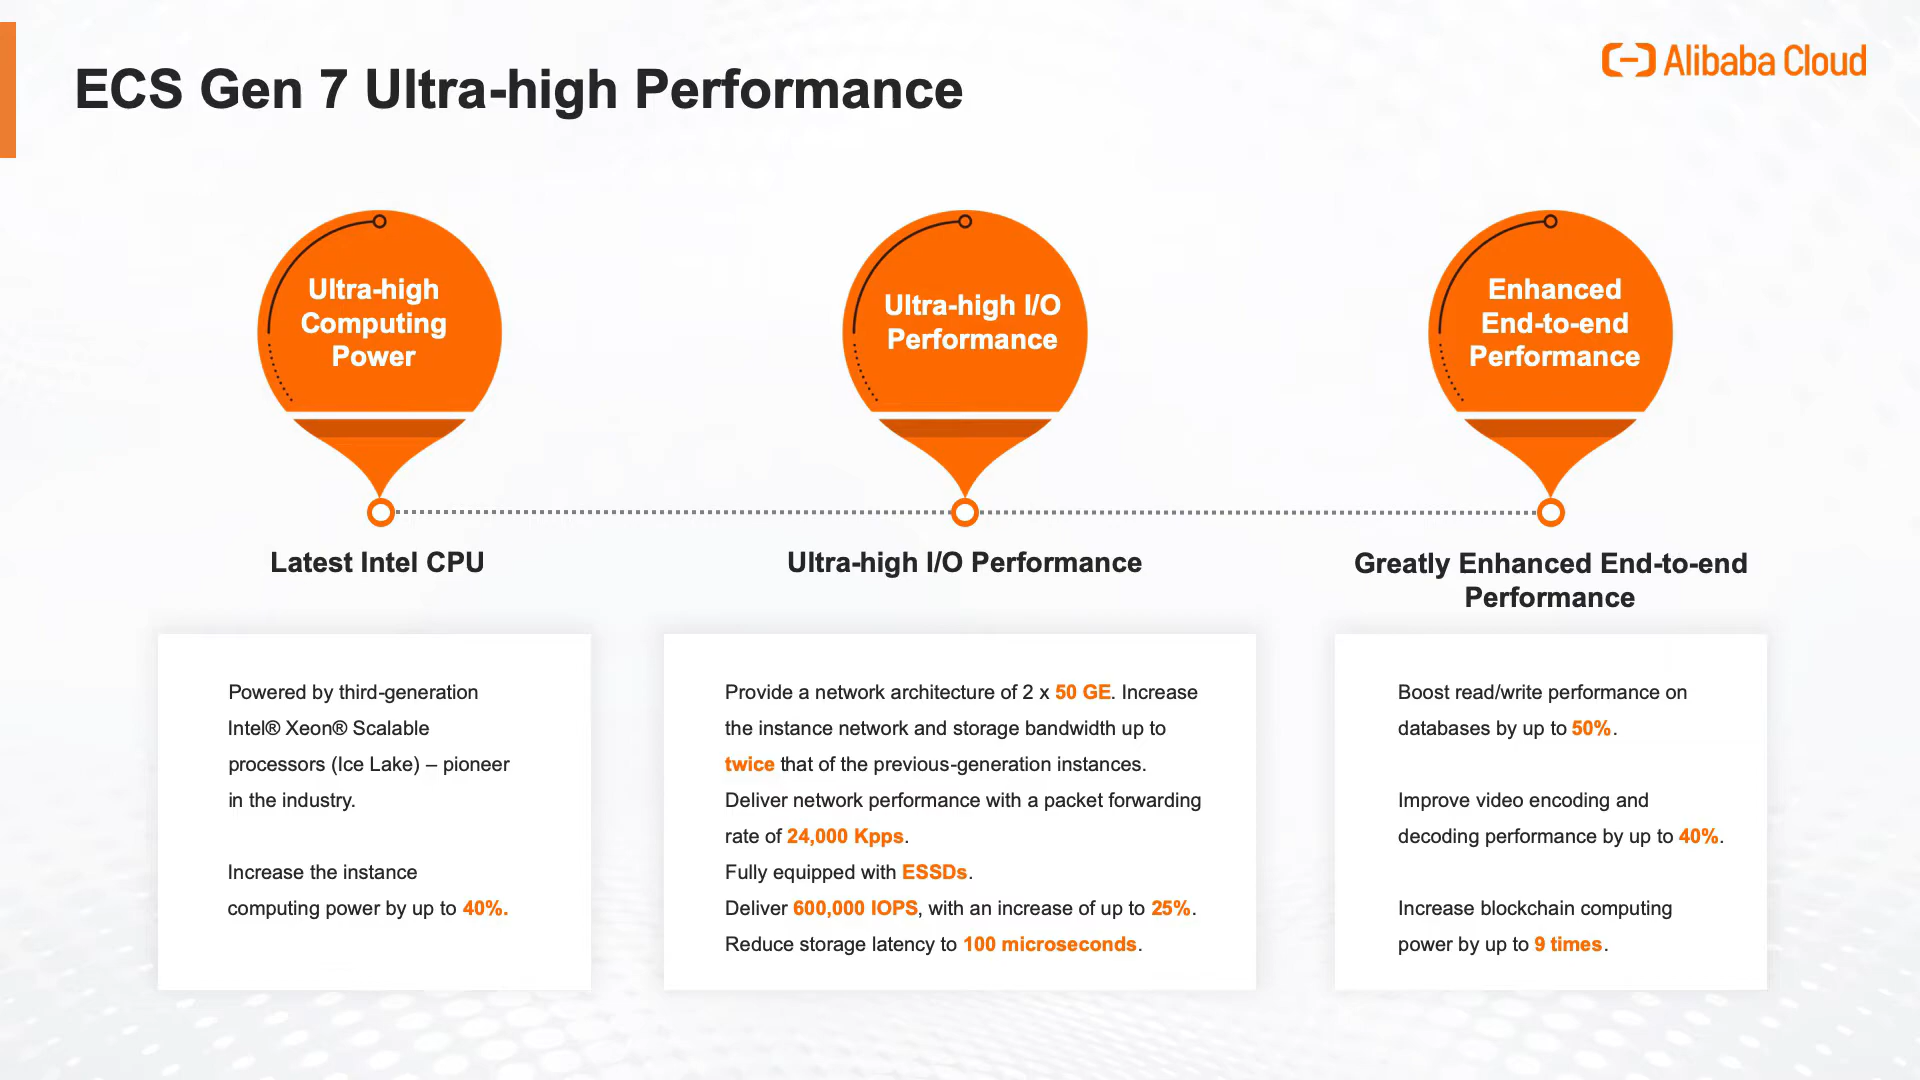 ECS Gen 7 Ultra-high Performance
Alibaba Cloud
Ultra-high
Computing
Power
Ultra-high I/O
Performance
Enhanced
End-to-end
Performance
Latest Intel CPU
Ultra-high I/O Performance
Greatly Enhanced End-to-end
Performance
Powered by third-generation
Intel® Xeon® Scalable
processors (Ice Lake) – pioneer
in the industry.
Increase the instance
computing power by up to 40%.
Provide a network architecture of 2 x 50 GE. Increase
the instance network and storage bandwidth up to
twice that of the previous-generation instances.
Deliver network performance with a packet forwarding
rate of 24,000 Kpps.
Fully equipped with ESSDs.
Deliver 600,000 IOPS, with an increase of up to 25%.
Reduce storage latency to 100 microseconds.
Boost read/write performance on
databases by up to 50%.
Improve video encoding and
decoding performance by up to 40%.
Increase blockchain computing
power by up to 9 times.